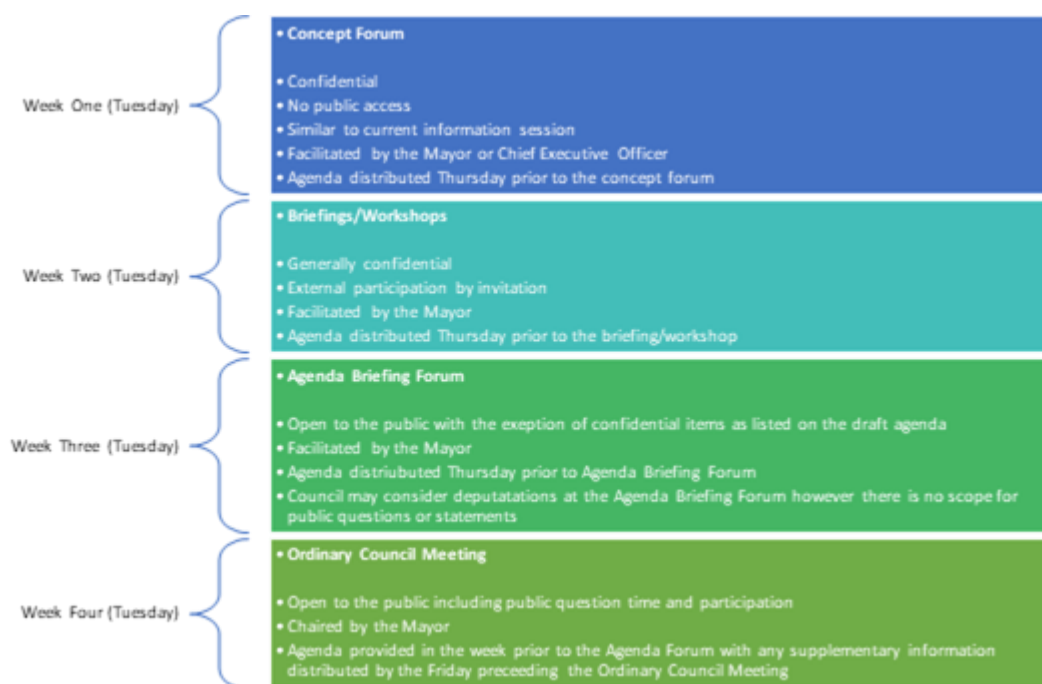 Week One (Tuesday)
• Concept Forum
• Confidential
• No public access
• Similar to current information session
• Facilitated by the Mayor or Chief Executive Officer
• Agenda distributed Thursday prior to the concept forum
Week Two (Tuesday)
• Briefings/Workshops
• Generally confidential
• External participation by invitation
• Facilitated by the Mayor
• Agenda distributed Thursday prior to the briefing/workshop
Week Three (Tuesday)
• Agenda Briefing Forum
• Open to the public with the exeption of confidential items as listed on the draft agenda
• Facilitated by the Mayor
• Agenda distriubuted Thursday prior to Agenda Briefing Forum
• Council may consider deputatations at the Agenda Briefing Forum however there is no scope for
public questions or statements
Week Four (Tuesday)
• Ordinary Council Meeting
• Open to the public including public question time and participation
• Chaired by the Mayor
• Agenda provided in the week prior to the Agenda Forum with any supplementary information
distributed by the Friday preceeding the Ordinary Council Meeting